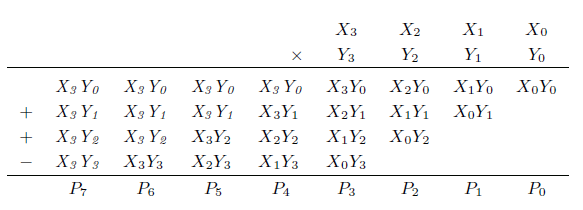 X₃ X₂ X₁ X₀
× Y₃ Y₂ Y₁ Y₀
X₃Y₀ X₃Y₀ X₃Y₀ X₃Y₀ X₃Y₀ X₂Y₀ X₁Y₀ X₀Y₀
+ X₃Y₁ X₃Y₁ X₃Y₁ X₃Y₁ X₂Y₁ X₁Y₁ X₀Y₁
+ X₃Y₂ X₃Y₂ X₃Y₂ X₂Y₂ X₁Y₂ X₀Y₂
− X₃Y₃ X₃Y₃ X₂Y₃ X₁Y₃ X₀Y₃
P₇ P₆ P₅ P₄ P₃ P₂ P₁ P₀